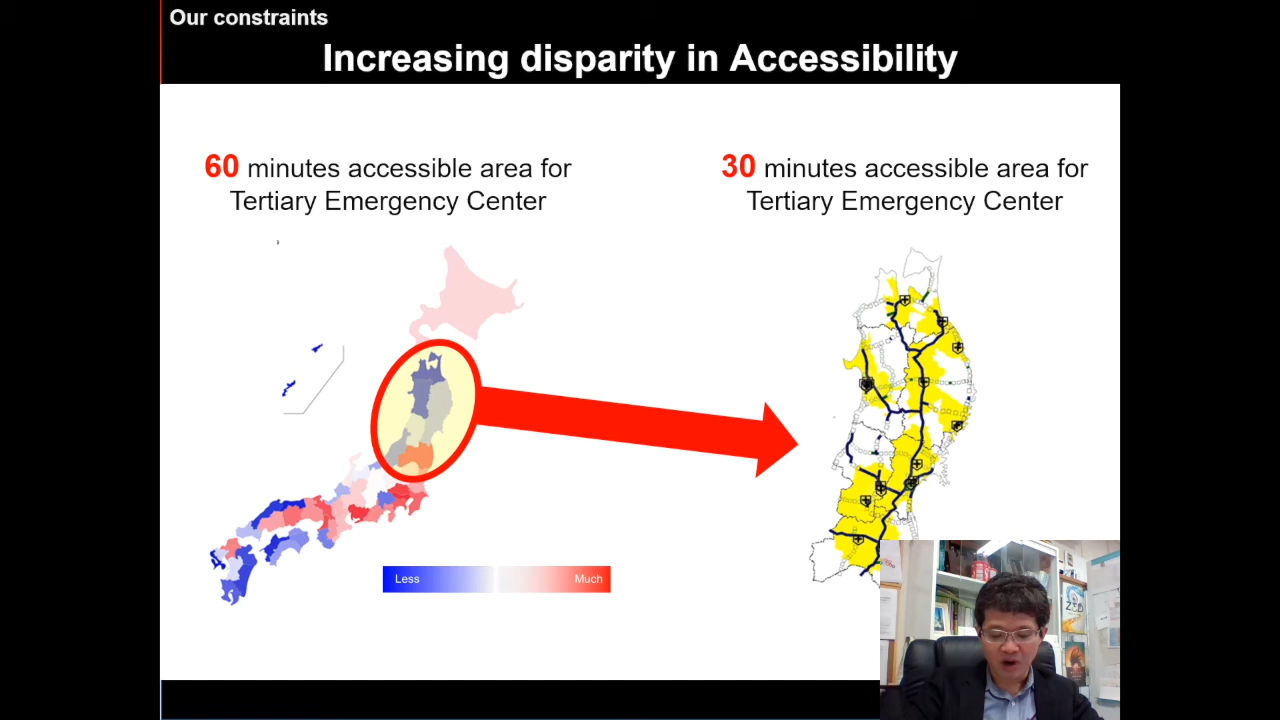 Our constraints
Increasing disparity in Accessibility
60 minutes accessible area for
Tertiary Emergency Center
30 minutes accessible area for
Tertiary Emergency Center
Less
Much